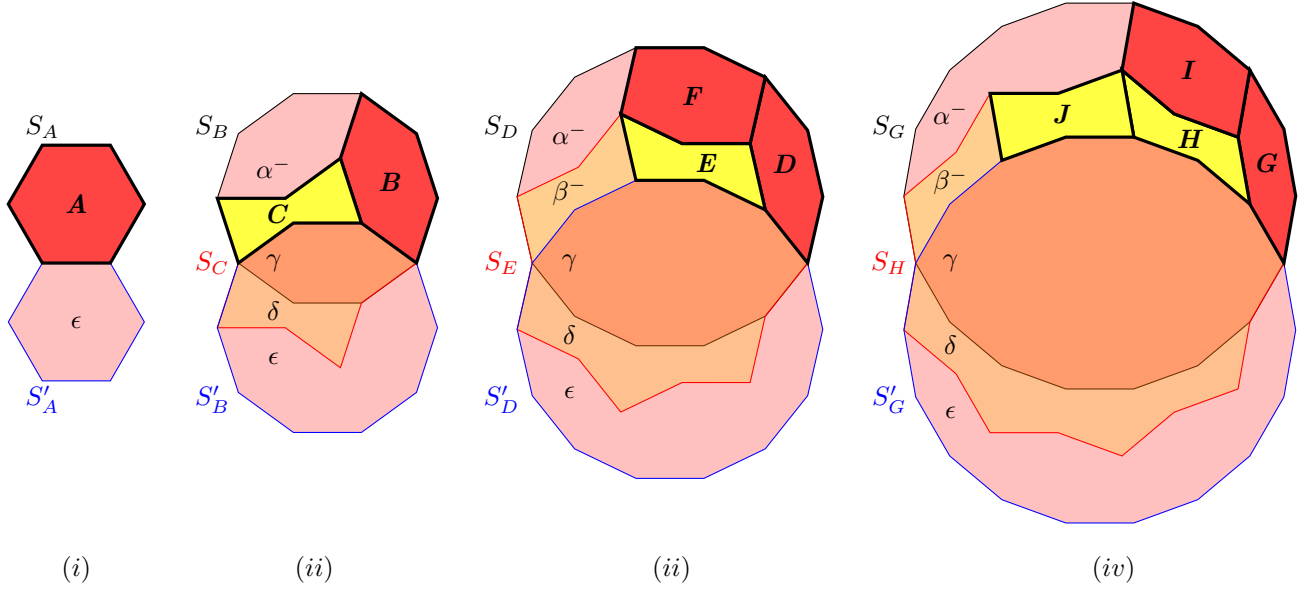 S_A
A
ϵ
S'_A
(i)
S_B
α⁻
B
C
S_C
γ
δ
ϵ
S'_B
(ii)
S_D
α⁻
F
E
D
β⁻
S_E
γ
δ
ϵ
S'_D
(ii)
S_G
α⁻
I
J
H
G
β⁻
S_H
γ
δ
ϵ
S'_G
(iv)